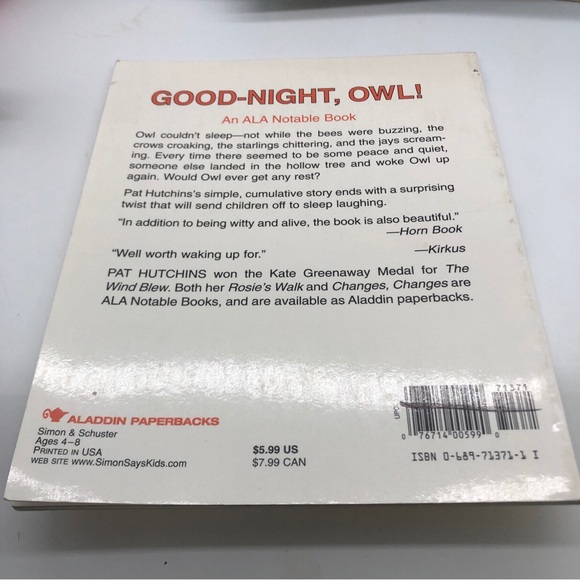 GOOD-NIGHT, OWL!
An ALA Notable Book
Owl couldn't sleep—not while the bees were buzzing, the
crows croaking, the starlings chittering, and the jays scream-
ing. Every time there seemed to be some peace and quiet,
someone else landed in the hollow tree and woke Owl up
again. Would Owl ever get any rest?
Pat Hutchins's simple, cumulative story ends with a surprising
twist that will send children off to sleep laughing.
"In addition to being witty and alive, the book is also beautiful."
—Horn Book
"Well worth waking up for." —Kirkus
PAT HUTCHINS won the Kate Greenaway Medal for The
Wind Blew. Both her Rosie's Walk and Changes, Changes are
ALA Notable Books, and are available as Aladdin paperbacks.
ALADDIN PAPERBACKS
Simon & Schuster
Ages 4–8
PRINTED IN USA
WEB SITE www.SimonSaysKids.com
$5.99 US
$7.99 CAN
71371
UPC
0 76714 00599 0
ISBN 0-689-71371-1 I